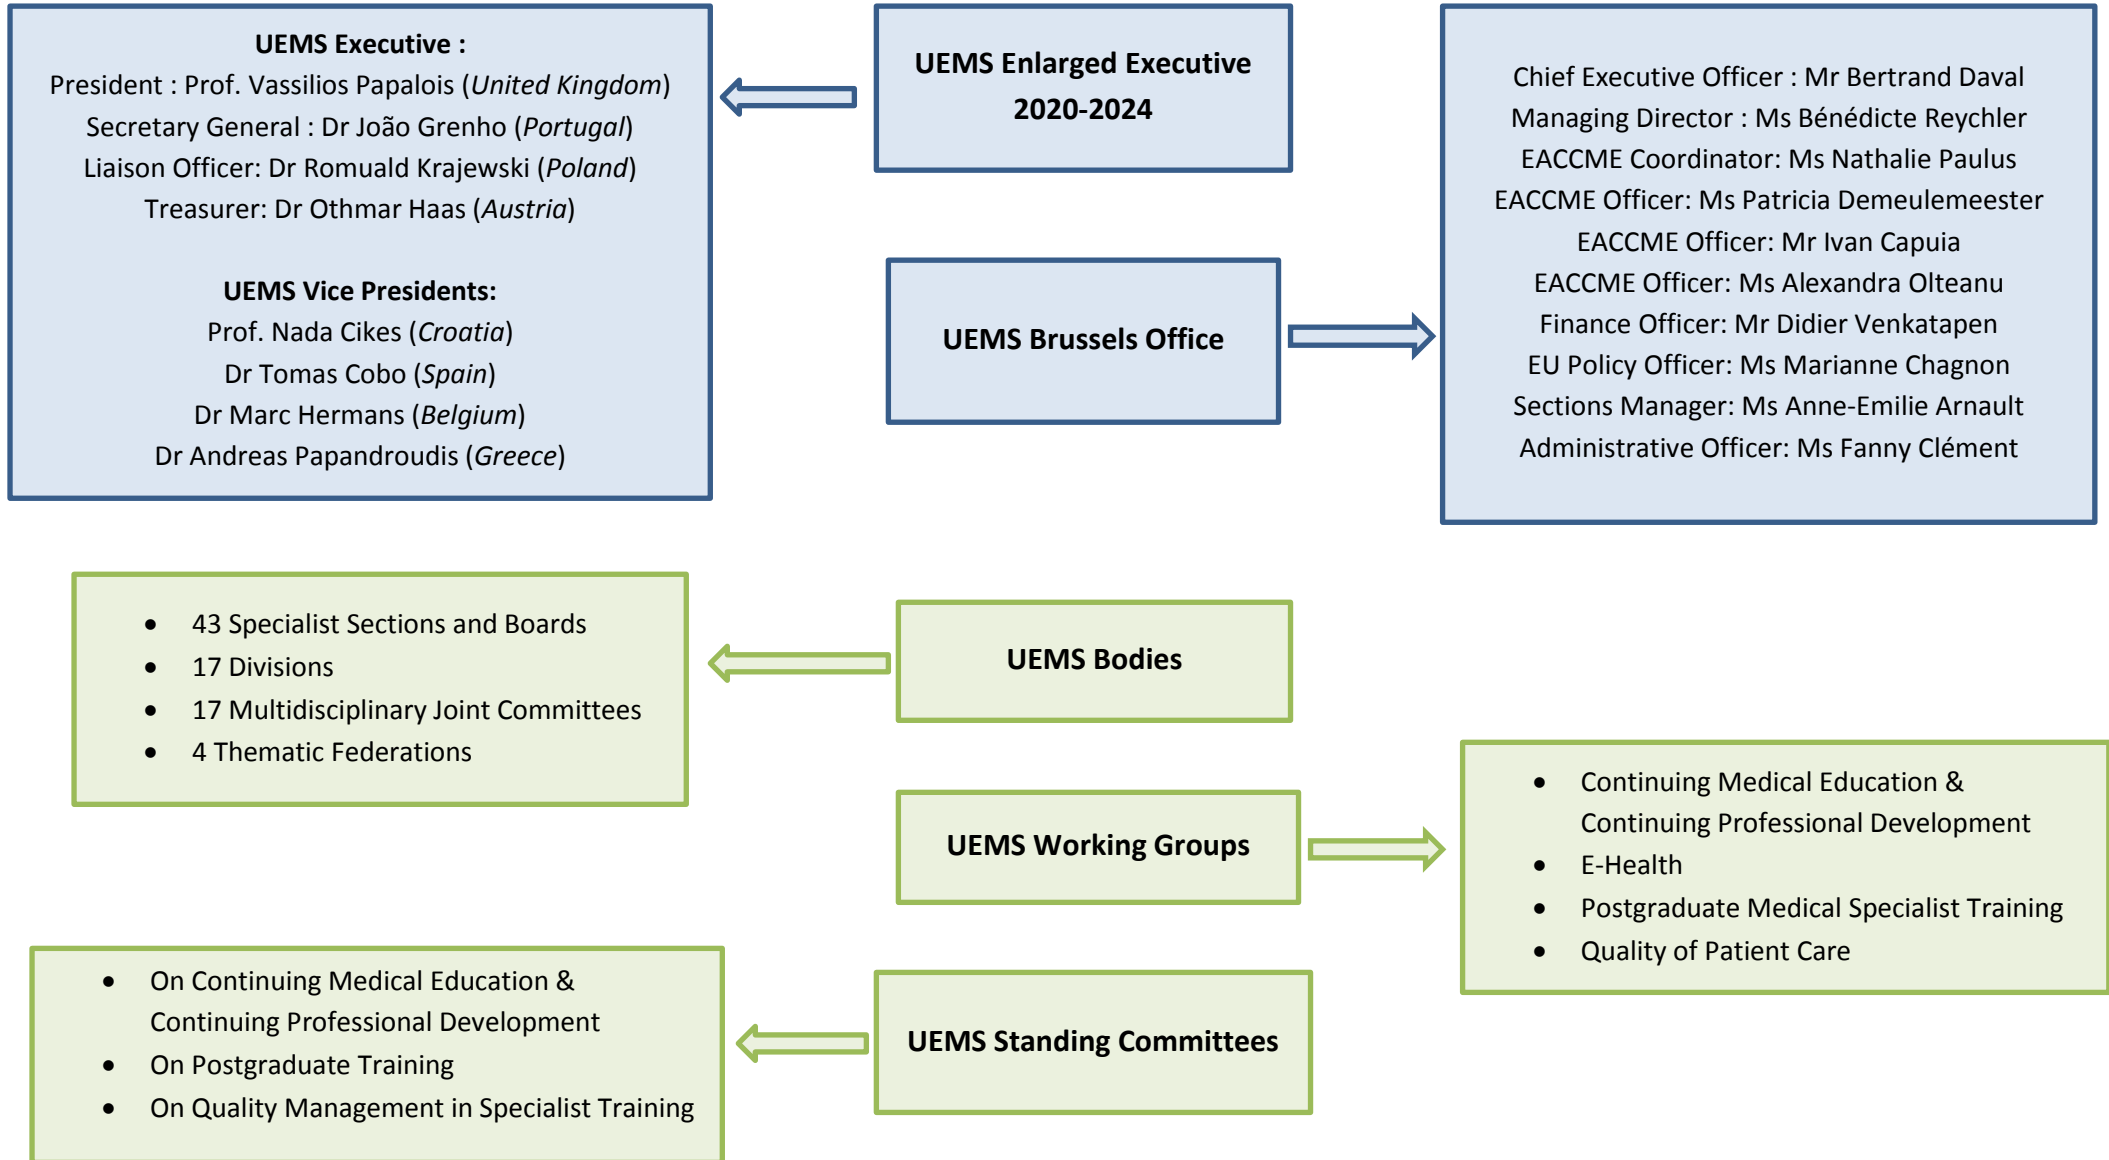 UEMS Executive :
President : Prof. Vassilios Papalois (United Kingdom)
Secretary General : Dr João Grenho (Portugal)
Liaison Officer: Dr Romuald Krajewski (Poland)
Treasurer: Dr Othmar Haas (Austria)
UEMS Vice Presidents:
Prof. Nada Cikes (Croatia)
Dr Tomas Cobo (Spain)
Dr Marc Hermans (Belgium)
Dr Andreas Papandroudis (Greece)
UEMS Enlarged Executive
2020-2024
UEMS Brussels Office
Chief Executive Officer : Mr Bertrand Daval
Managing Director : Ms Bénédicte Reychler
EACCME Coordinator: Ms Nathalie Paulus
EACCME Officer: Ms Patricia Demeulemeester
EACCME Officer: Mr Ivan Capuia
EACCME Officer: Ms Alexandra Olteanu
Finance Officer: Mr Didier Venkatapen
EU Policy Officer: Ms Marianne Chagnon
Sections Manager: Ms Anne-Emilie Arnault
Administrative Officer: Ms Fanny Clément
• 43 Specialist Sections and Boards
• 17 Divisions
• 17 Multidisciplinary Joint Committees
• 4 Thematic Federations
UEMS Bodies
UEMS Working Groups
• Continuing Medical Education &
Continuing Professional Development
• E-Health
• Postgraduate Medical Specialist Training
• Quality of Patient Care
• On Continuing Medical Education &
Continuing Professional Development
• On Postgraduate Training
• On Quality Management in Specialist Training
UEMS Standing Committees